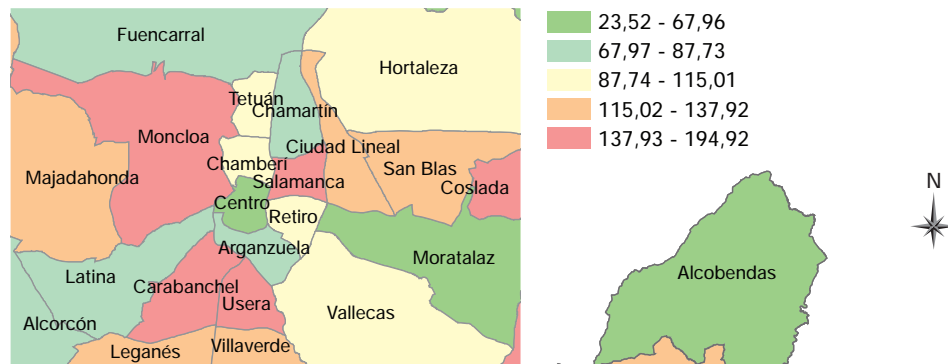 Fuencarral
Hortaleza
Tetuán
Chamartín
Moncloa
Ciudad Lineal
Chamberí
San Blas
Majadahonda
Salamanca
Coslada
Centro
Retiro
Arganzuela
Moratalaz
Latina
Carabanchel
Usera
Vallecas
Alcorcón
Villaverde
Leganés
23,52 - 67,96
67,97 - 87,73
87,74 - 115,01
115,02 - 137,92
137,93 - 194,92
N
Alcobendas